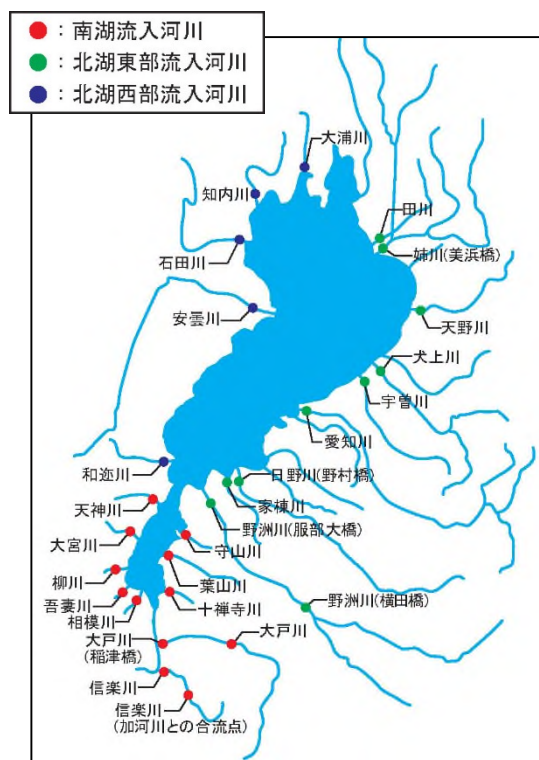 ●：南湖流入河川
●：北湖東部流入河川
●：北湖西部流入河川
大浦川
知内川
田川
姉川(美浜橋)
石田川
天野川
安曇川
犬上川
宇曽川
愛知川
和迩川
日野川(野村橋)
家棟川
天神川
野洲川(服部大橋)
大宮川
守山川
柳川
葉山川
吾妻川
十禅寺川
野洲川(横田橋)
相模川
大戸川
(稲津橋)
大戸川
信楽川
信楽川
(加河川との合流点)